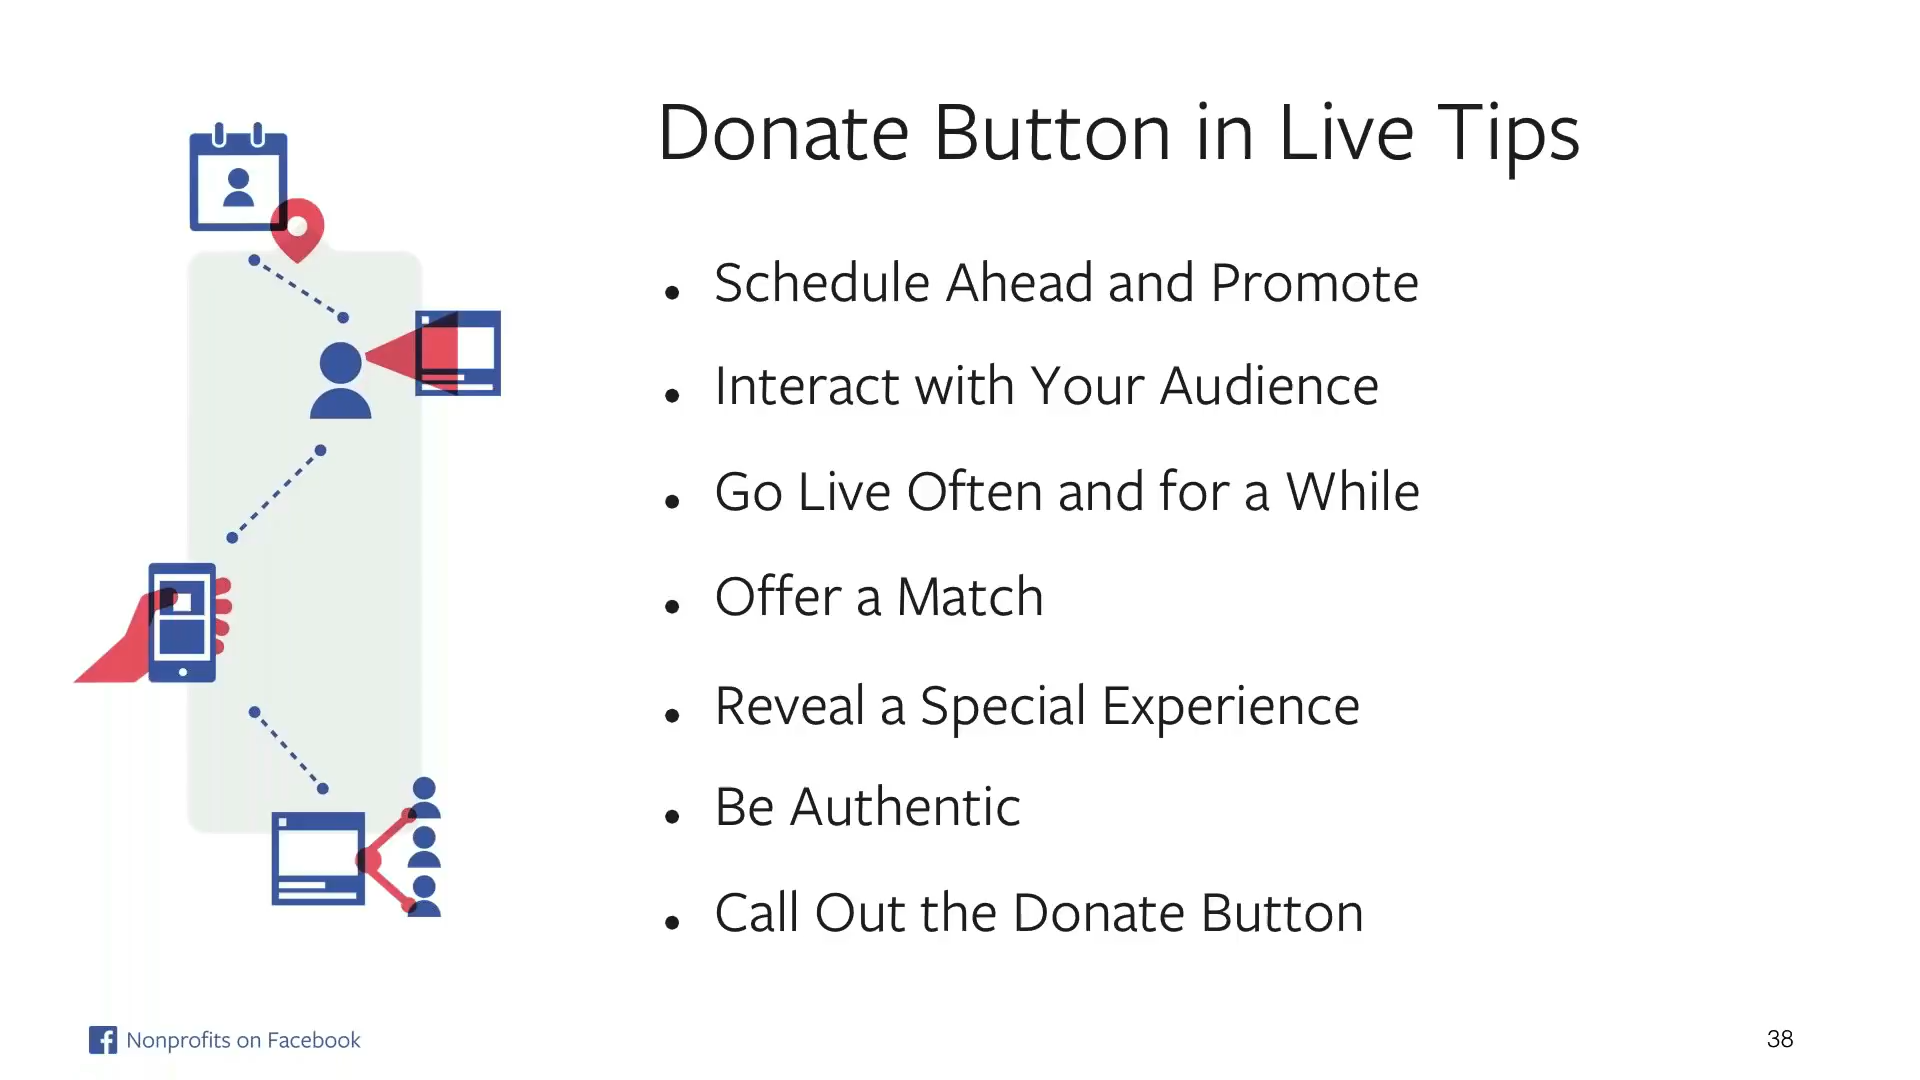 Donate Button in Live Tips
• Schedule Ahead and Promote
• Interact with Your Audience
• Go Live Often and for a While
• Offer a Match
• Reveal a Special Experience
• Be Authentic
• Call Out the Donate Button
Nonprofits on Facebook
38